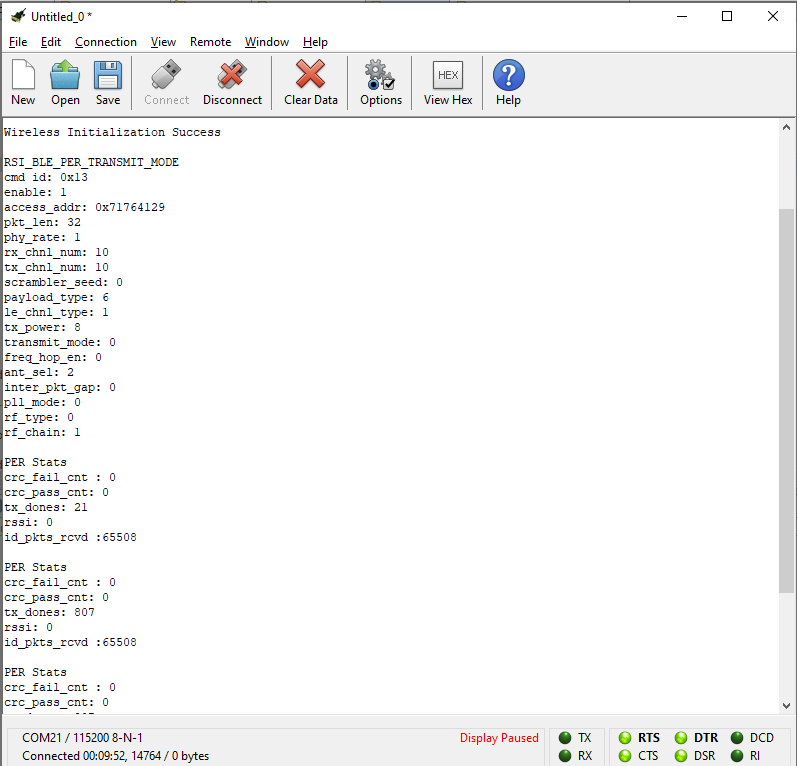 Untitled_0 *
File Edit Connection View Remote Window Help
New Open Save Connect Disconnect Clear Data Options HEX View Hex ? Help
Wireless Initialization Success
RSI_BLE_PER_TRANSMIT_MODE
cmd id: 0x13
enable: 1
access_addr: 0x71764129
pkt_len: 32
phy_rate: 1
rx_chnl_num: 10
tx_chnl_num: 10
scrambler_seed: 0
payload_type: 6
le_chnl_type: 1
tx_power: 8
transmit_mode: 0
freq_hop_en: 0
ant_sel: 2
inter_pkt_gap: 0
pll_mode: 0
rf_type: 0
rf_chain: 1
PER Stats
crc_fail_cnt : 0
crc_pass_cnt: 0
tx_dones: 21
rssi: 0
id_pkts_rcvd :65508
PER Stats
crc_fail_cnt : 0
crc_pass_cnt: 0
tx_dones: 807
rssi: 0
id_pkts_rcvd :65508
PER Stats
crc_fail_cnt : 0
crc_pass_cnt: 0
COM21 / 115200 8-N-1 Display Paused TX RTS DTR DCD
Connected 00:09:52, 14764 / 0 bytes RX CTS DSR RI